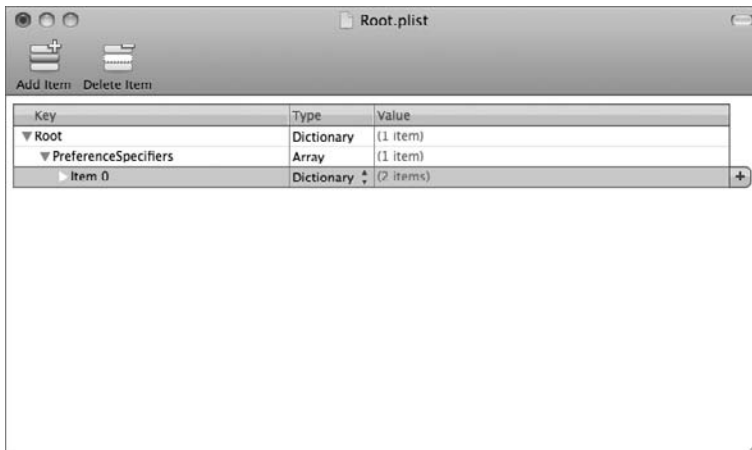 Root.plist
Add Item Delete Item
Key Type Value
Root Dictionary (1 item)
PreferenceSpecifiers Array (1 item)
Item 0 Dictionary (2 items)